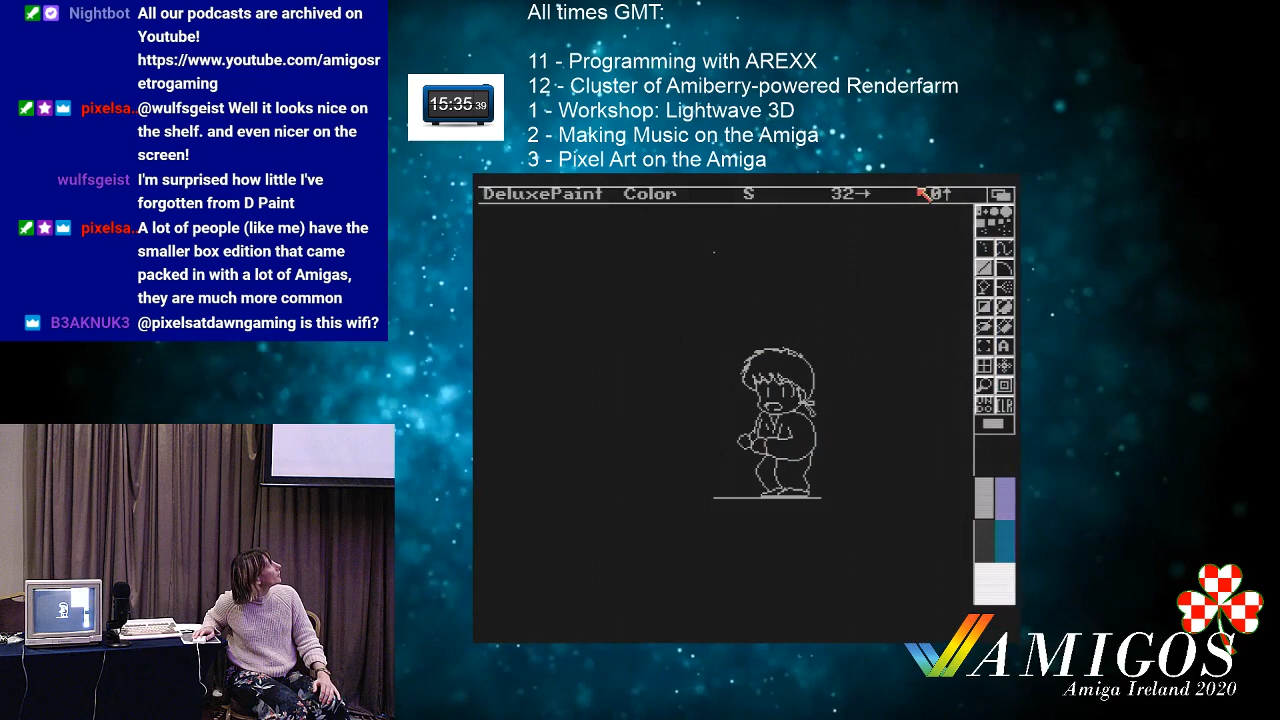 Nightbot All our podcasts are archived on
Youtube!
https://www.youtube.com/amigosr
etrogaming
pixelsa.. @wulfsgeist Well it looks nice on
the shelf. and even nicer on the
screen!
wulfsgeist I'm surprised how little I've
forgotten from D Paint
pixelsa.. A lot of people (like me) have the
smaller box edition that came
packed in with a lot of Amigas,
they are much more common
B3AKNUK3 @pixelsatdawngaming is this wifi?
All times GMT:
11 - Programming with AREXX
12 - Cluster of Amiberry-powered Renderfarm
1 - Workshop: Lightwave 3D
2 - Making Music on the Amiga
3 - Pixel Art on the Amiga
15:35 39
DeluxePaint Color S 32→ 0↑
A
UN
DO CLR
AMIGOS
Amiga Ireland 2020